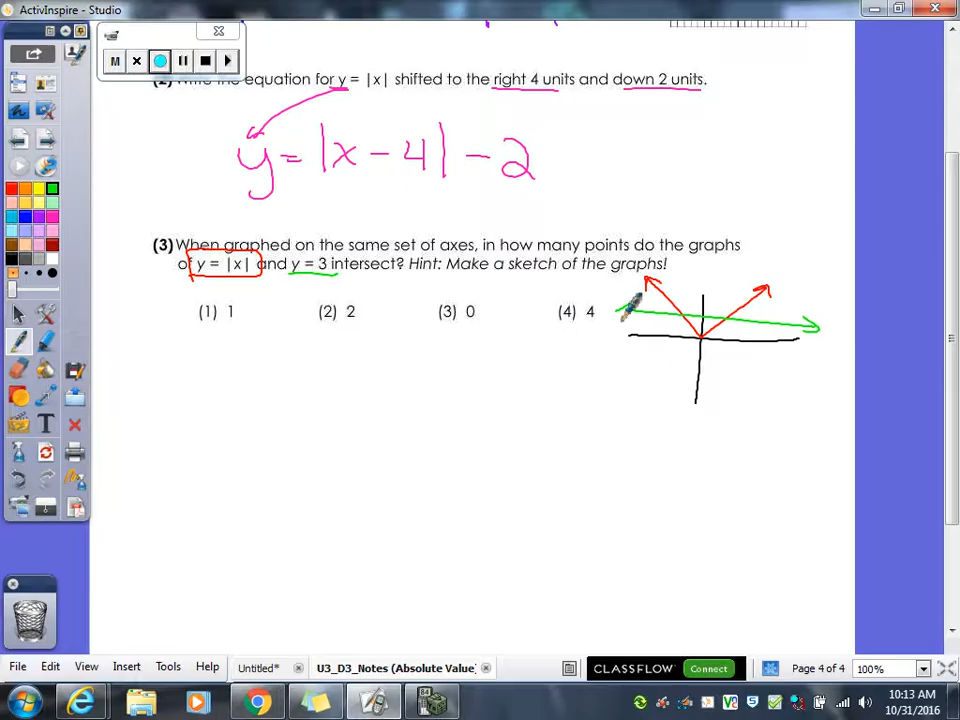 ActivInspire - Studio
M
equation for y = |x| shifted to the right 4 units and down 2 units.
y = |x - 4| - 2
(3) When graphed on the same set of axes, in how many points do the graphs
of y = |x| and y = 3 intersect? Hint: Make a sketch of the graphs!
(1) 1 (2) 2 (3) 0 (4) 4
File Edit View Insert Tools Help Untitled* U3_D3_Notes (Absolute Value) CLASSFLOW Connect Page 4 of 4 100%
10:13 AM
10/31/2016